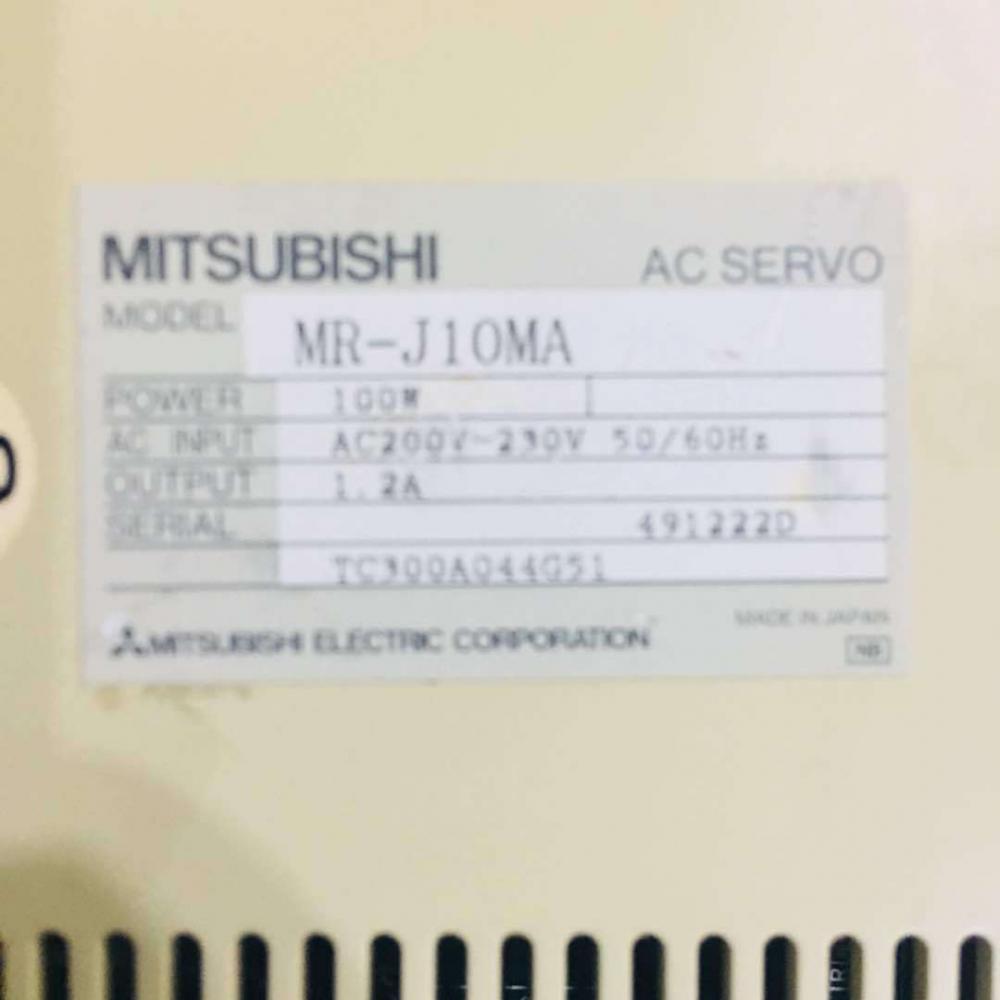 MITSUBISHI AC SERVO
MODEL MR-J10MA
POWER 100W
AC INPUT AC200V-230V 50/60Hz
OUTPUT 1.2A
SERIAL 491222D
TC300A044G51
MITSUBISHI ELECTRIC CORPORATION
MADE IN JAPAN